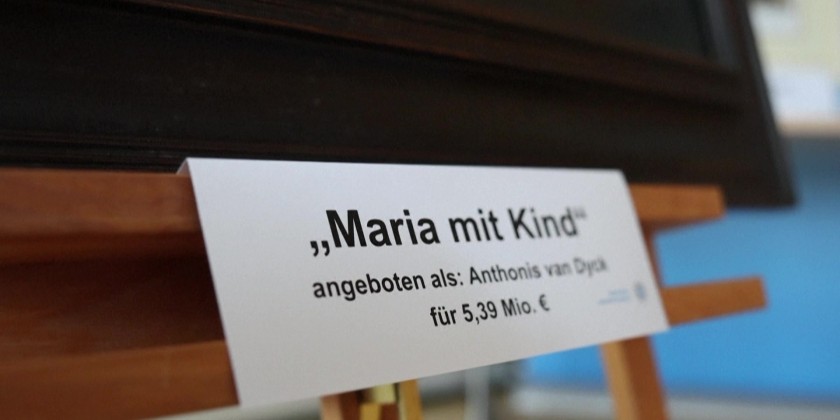 „Maria mit Kind“
angeboten als: Anthonis van Dyck
für 5,39 Mio. €